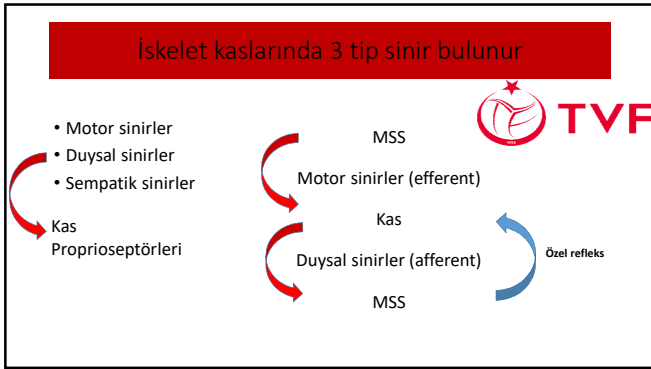 İskelet kaslarında 3 tip sinir bulunur
• Motor sinirler
• Duysal sinirler
• Sempatik sinirler
Kas
Proprioseptörleri
MSS
Motor sinirler (efferent)
Kas
Duysal sinirler (afferent)
MSS
Özel refleks
TVF